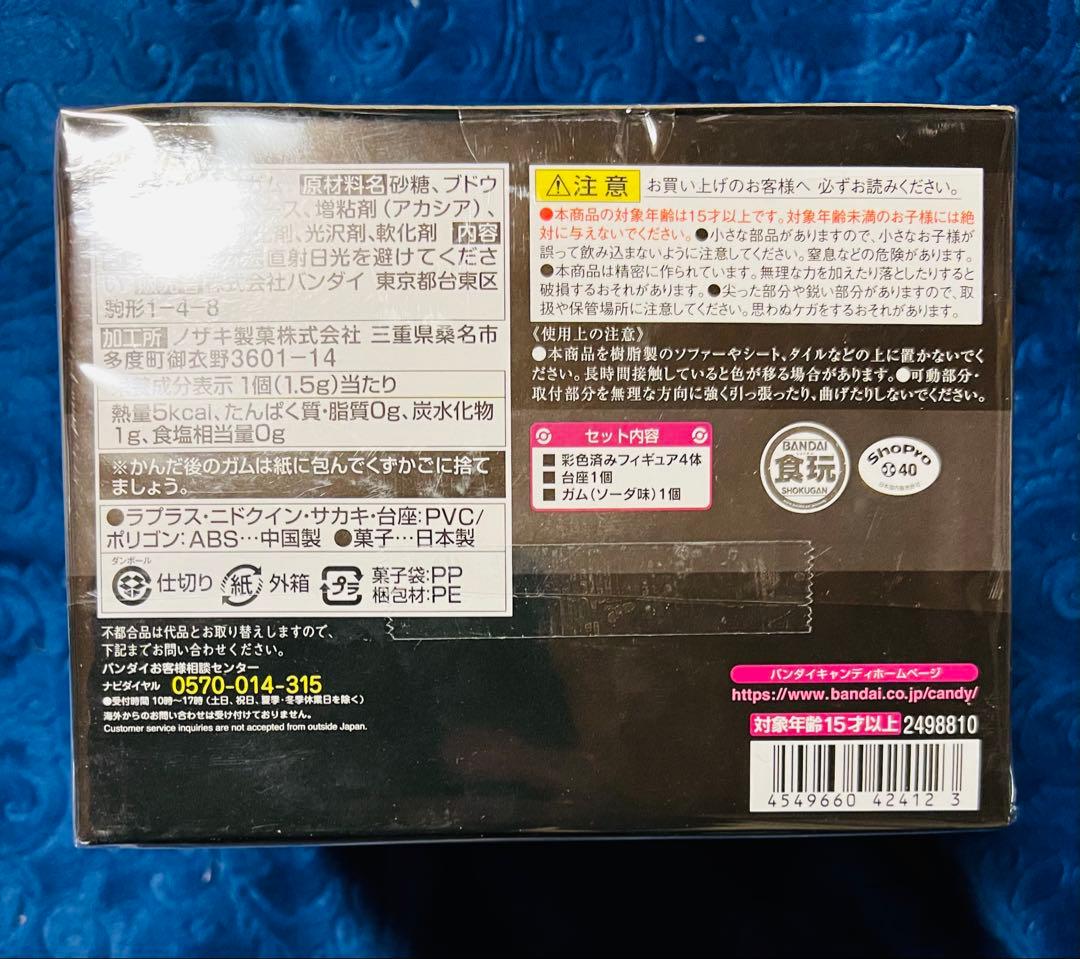 ガム 原材料名 砂糖、ブドウ
ス、増粘剤（アカシア）、
剤、光沢剤、軟化剤 内容
直射日光を避けてくださ
い 株式会社バンダイ 東京都台東区
駒形1-4-8
加工所 ノザキ製菓株式会社 三重県桑名市
多度町御衣野3601-14
養成分表示 1個(1.5g)当たり
熱量5kcal、たんぱく質・脂質0g、炭水化物
1g、食塩相当量0g
※かんだ後のガムは紙に包んでくずかごに捨て
ましょう。
●ラプラス・ニドクイン・サカキ・台座：PVC/
ポリゴン：ABS…中国製 ●菓子…日本製
ダンボール
仕切り 紙 外箱 プラ 菓子袋：PP
梱包材：PE
不都合品は代品とお取り替えしますので、
下記までお問い合わせください。
バンダイお客様相談センター
ナビダイヤル 0570-014-315
●受付時間 10時〜17時（土日、祝日、夏季・冬季休業日を除く）
海外からのお問い合わせは受け付けておりません。
Customer service inquiries are not accepted from outside Japan.
⚠注意 お買い上げのお客様へ 必ずお読みください。
●本商品の対象年齢は15才以上です。対象年齢未満のお子様には絶
対に与えないでください。●小さな部品がありますので、小さなお子様が
誤って飲み込まないように注意してください。窒息などの危険があります。
●本商品は精密に作られています。無理な力を加えたり落としたりすると
破損するおそれがあります。●尖った部分や鋭い部分がありますので、取
扱や保管場所に注意してください。思わぬケガをするおそれがあります。
《使用上の注意》
●本商品を樹脂製のソファーやシート、タイルなどの上に置かないでく
ださい。長時間接触していると色が移る場合があります。●可動部分・
取付部分を無理な方向に強く引っ張ったり、曲げたりしないでください。
セット内容
■彩色済みフィギュア4体
■台座1個
■ガム（ソーダ味）1個
BANDAI
食玩
SHOKUGAN
ShoPro
40
バンダイキャンディホームページ
https://www.bandai.co.jp/candy/
対象年齢15才以上 2498810
4549660 42412 3